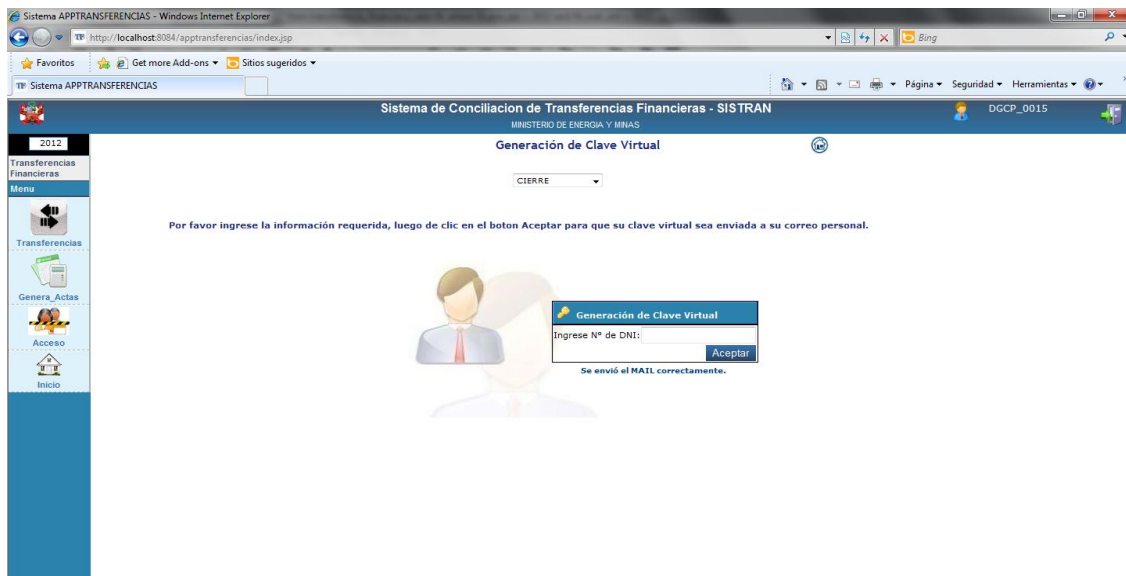 Sistema APPTRANSFERENCIAS - Windows Internet Explorer
http://localhost:8084/apptransferencias/index.jsp
Bing
Favoritos
Get more Add-ons
Sitios sugeridos
Sistema APPTRANSFERENCIAS
Página
Seguridad
Herramientas
Sistema de Conciliacion de Transferencias Financieras - SISTRAN
MINISTERIO DE ENERGIA Y MINAS
DGCP_0015
2012
Generación de Clave Virtual
Transferencias
Financieras
Menu
CIERRE
Transferencias
Por favor ingrese la información requerida, luego de clic en el boton Aceptar para que su clave virtual sea enviada a su correo personal.
Genera_Actas
Generación de Clave Virtual
Ingrese Nº de DNI:
Aceptar
Se envió el MAIL correctamente.
Acceso
Inicio